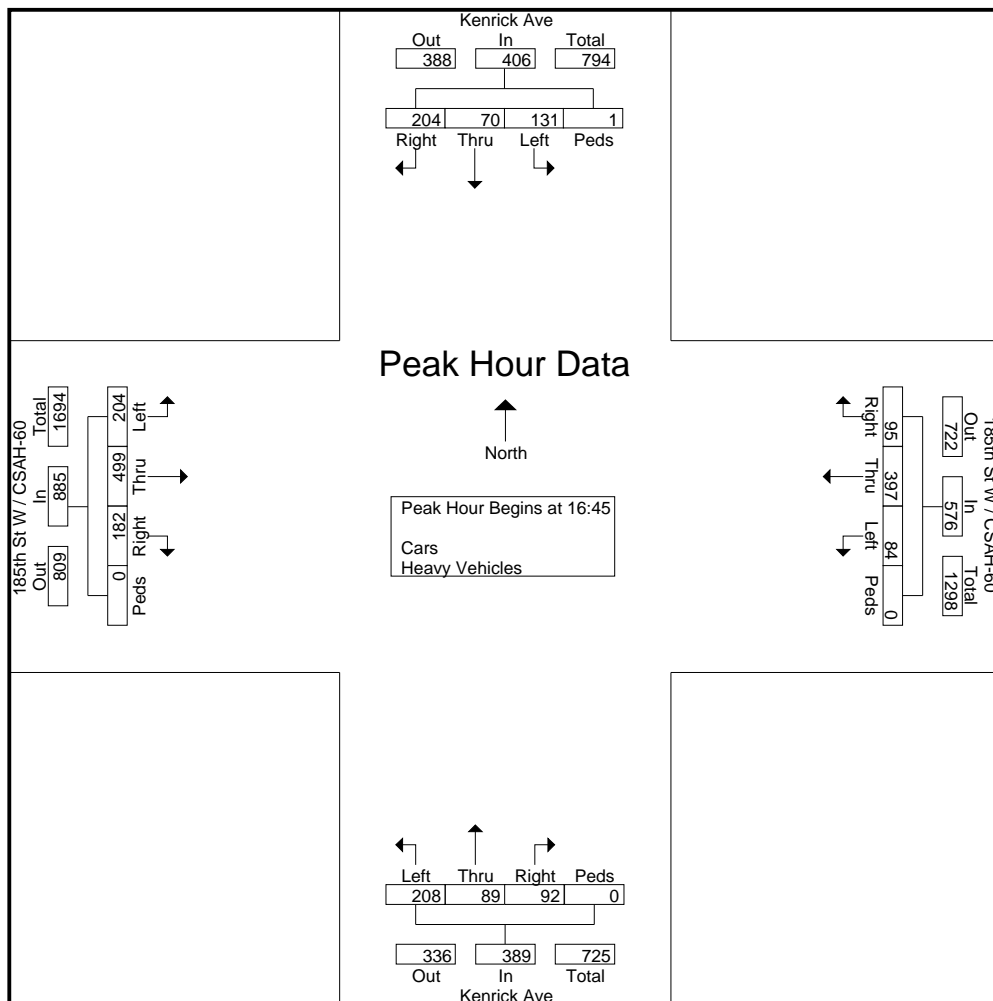 Kenrick Ave
Out In Total
388 406 794
204 70 131 1
Right Thru Left Peds
Peak Hour Data
North
Peak Hour Begins at 16:45
Cars
Heavy Vehicles
185th St W / CSAH-60
Total In Out
1694 885 809
204 499 182 0
Left Thru Right Peds
Right Thru Left Peds
95 397 84 0
722 576 1298
Out In Total
185th St W / CSAH-60
Left Thru Right Peds
208 89 92 0
336 389 725
Out In Total
Kenrick Ave